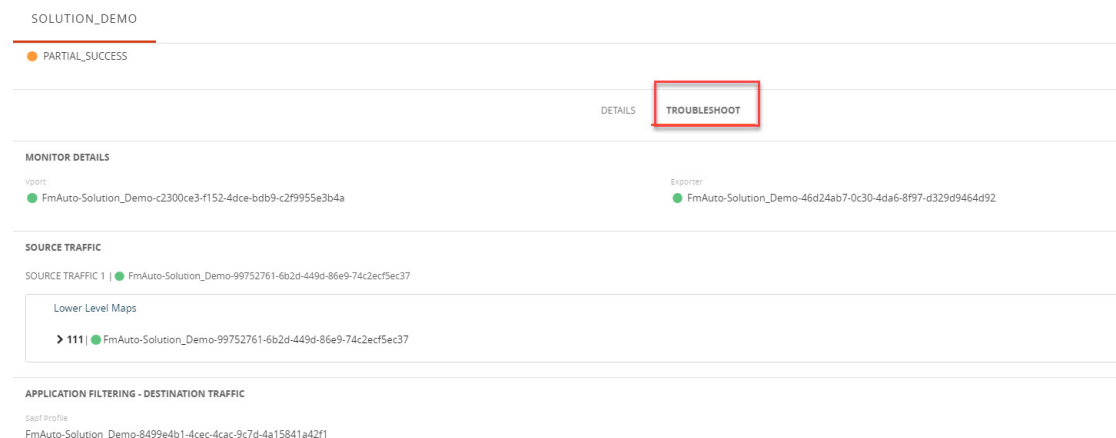 SOLUTION_DEMO
PARTIAL_SUCCESS
DETAILS TROUBLESHOOT
MONITOR DETAILS
Vport Exporter
FmAuto-Solution_Demo-c2300ce3-f152-4dce-bdb9-c2f9955e3b4a FmAuto-Solution_Demo-46d24ab7-0c30-4da6-8f97-d329d9464d92
SOURCE TRAFFIC
SOURCE TRAFFIC 1 | FmAuto-Solution_Demo-99752761-6b2d-449d-86e9-74c2ecf5ec37
Lower Level Maps
111 | FmAuto-Solution_Demo-99752761-6b2d-449d-86e9-74c2ecf5ec37
APPLICATION FILTERING - DESTINATION TRAFFIC
Sapf Profile
FmAuto-Solution_Demo-8499e4b1-4cec-4cac-9c7d-4a15841a42f1